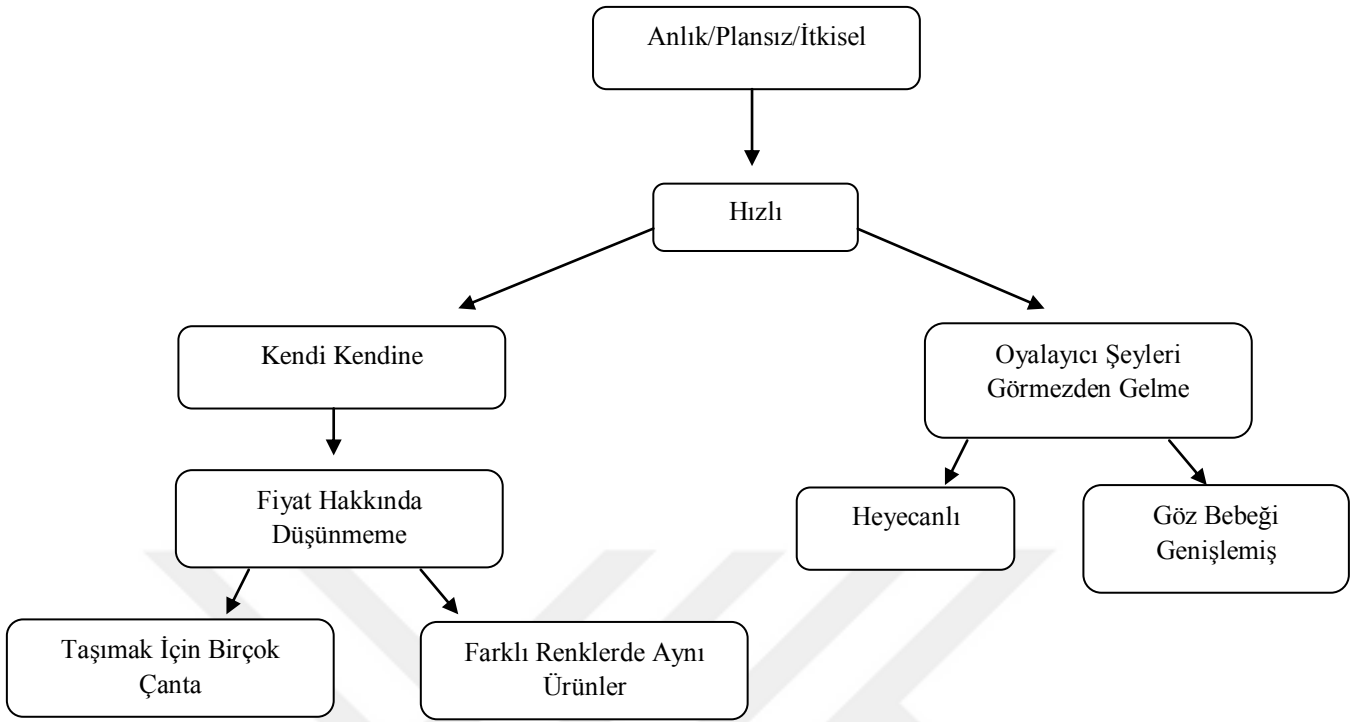 Anlık/Plansız/İtkisel
Hızlı
Kendi Kendine
Oyalayıcı Şeyleri
Görmezden Gelme
Fiyat Hakkında
Düşünmeme
Heyecanlı
Göz Bebeği
Genişlemiş
Taşımak İçin Birçok
Çanta
Farklı Renklerde Aynı
Ürünler